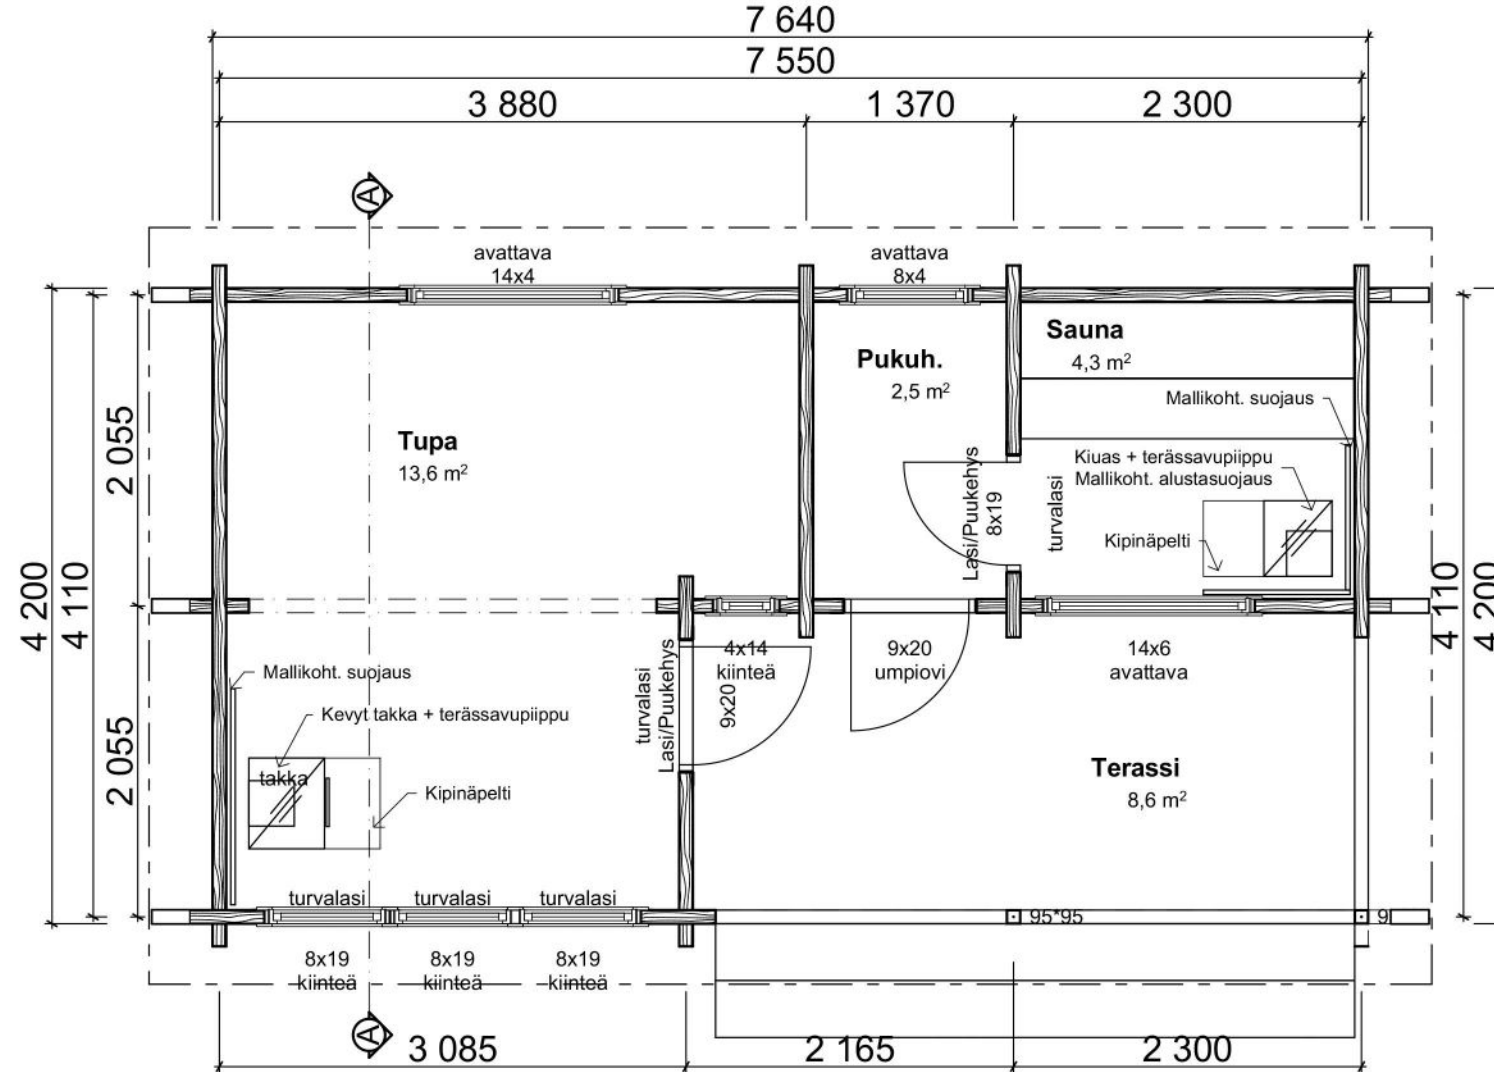 7 640
7 550
3 880
1 370
2 300
A
avattava
14x4
avattava
8x4
Sauna
4,3 m²
Pukuh.
2,5 m²
Mallikoht. suojaus
Tupa
13,6 m²
Kiuas + terässavupiippu
Mallikoht. alustasuojaus
Kipinäpelti
Lasi/Puukehys
8x19
turvalasi
2 055
4 200
4 110
4 110
4 200
4x14
kiinteä
9x20
umpiovi
14x6
avattava
turvalasi
Lasi/Puukehys
9x20
Mallikoht. suojaus
Kevyt takka + terässavupiippu
takka
Kipinäpelti
2 055
Terassi
8,6 m²
turvalasi
turvalasi
turvalasi
95*95
9
8x19
kiinteä
8x19
kiinteä
8x19
kiinteä
A
3 085
2 165
2 300